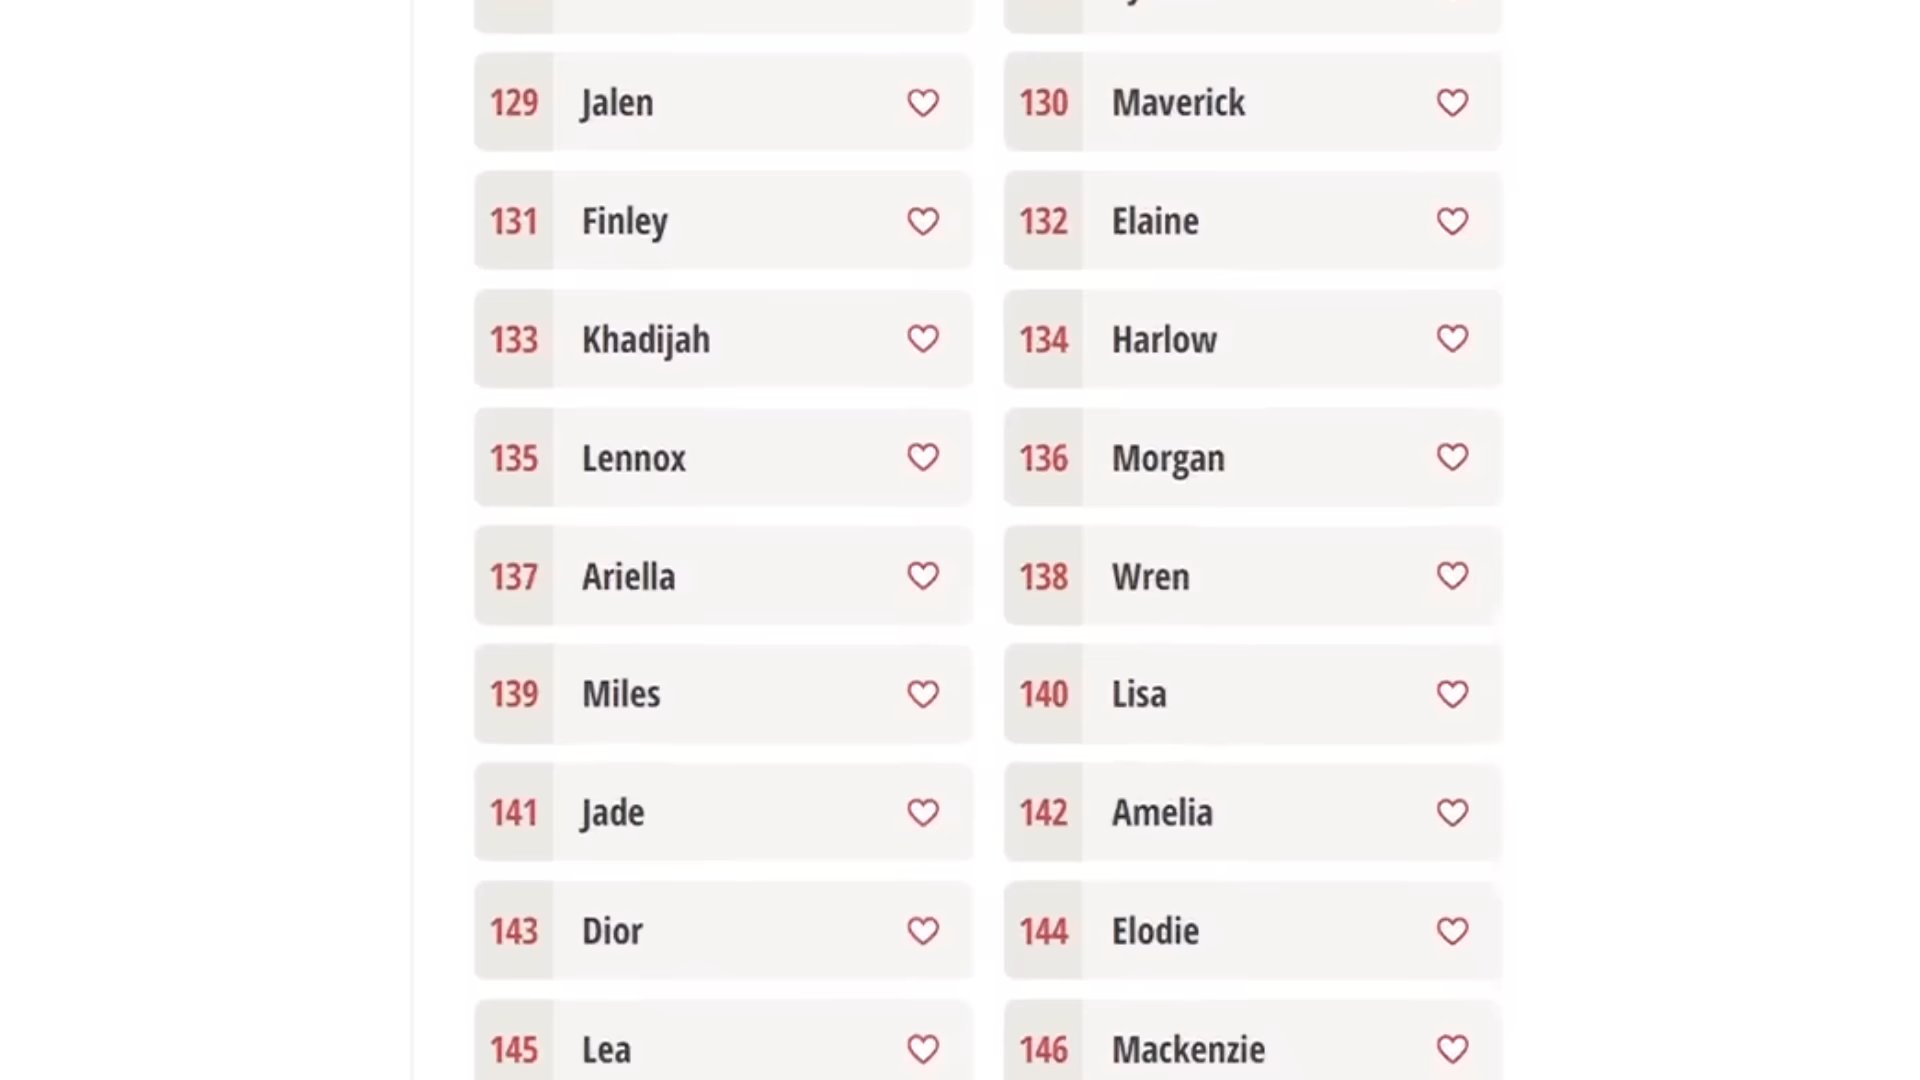 129 Jalen
130 Maverick
131 Finley
132 Elaine
133 Khadijah
134 Harlow
135 Lennox
136 Morgan
137 Ariella
138 Wren
139 Miles
140 Lisa
141 Jade
142 Amelia
143 Dior
144 Elodie
145 Lea
146 Mackenzie